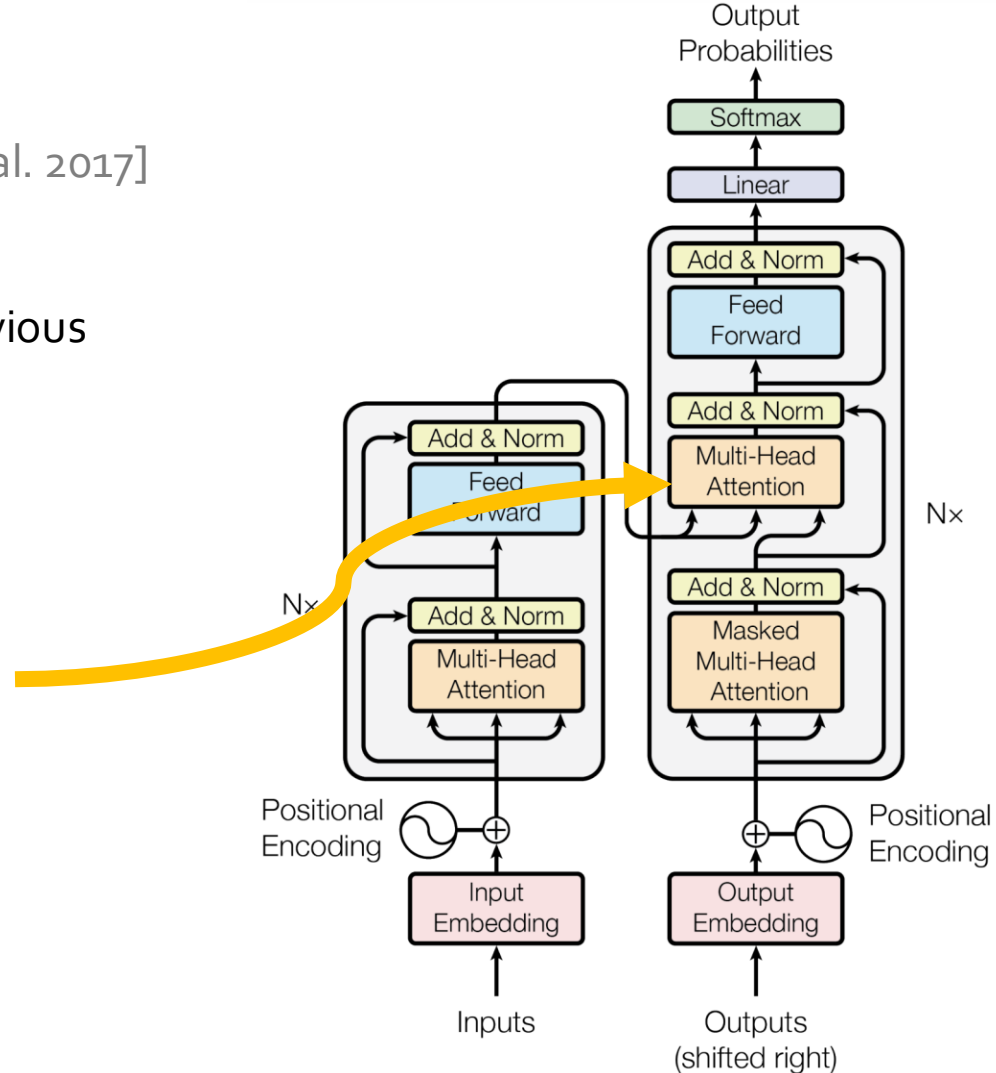 al. 2017]
vious
Output
Probabilities
Softmax
Linear
Add & Norm
Feed
Forward
Add & Norm
Multi-Head
Attention
Nx
Add & Norm
Masked
Multi-Head
Attention
Add & Norm
Feed
Forward
Nx
Add & Norm
Multi-Head
Attention
Positional
Encoding
Positional
Encoding
Input
Embedding
Output
Embedding
Inputs
Outputs
(shifted right)